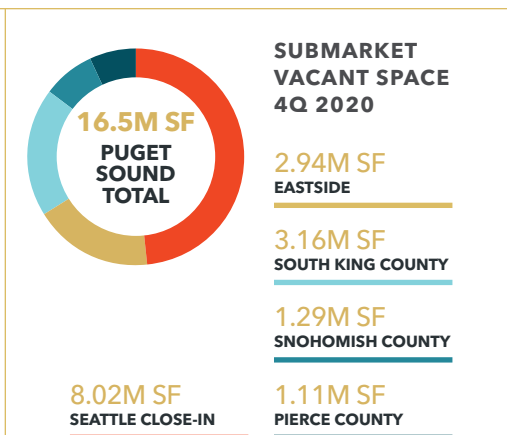 16.5M SF
PUGET
SOUND
TOTAL
SUBMARKET
VACANT SPACE
4Q 2020
2.94M SF
EASTSIDE
3.16M SF
SOUTH KING COUNTY
1.29M SF
SNOHOMISH COUNTY
8.02M SF
SEATTLE CLOSE-IN
1.11M SF
PIERCE COUNTY